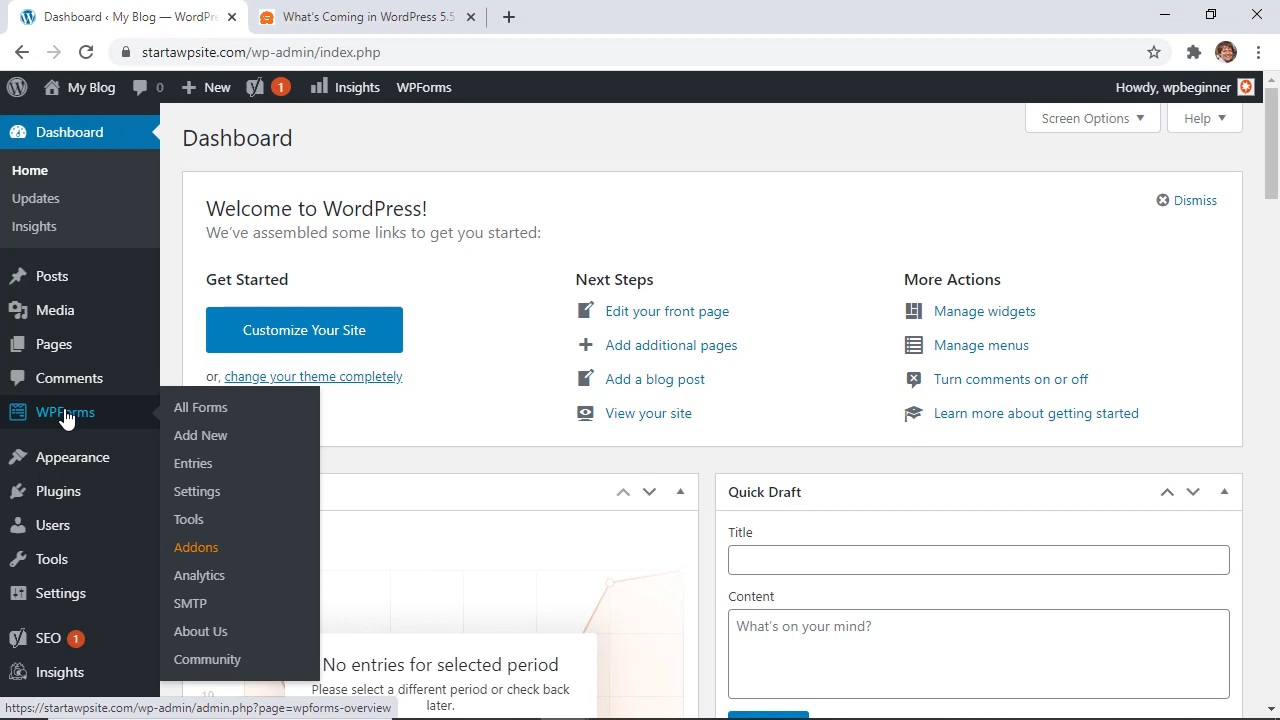 Dashboard ‹ My Blog — WordPre
What's Coming in WordPress 5.5
startawpsite.com/wp-admin/index.php
My Blog
0
New
1
Insights
WPForms
Howdy, wpbeginner
Dashboard
Home
Updates
Insights
Posts
Media
Pages
Comments
WPForms
Appearance
Plugins
Users
Tools
Settings
SEO 1
Insights
All Forms
Add New
Entries
Settings
Tools
Addons
Analytics
SMTP
About Us
Community
Dashboard
Screen Options
Help
Welcome to WordPress!
We've assembled some links to get you started:
Dismiss
Get Started
Customize Your Site
or, change your theme completely
Next Steps
Edit your front page
Add additional pages
Add a blog post
View your site
More Actions
Manage widgets
Manage menus
Turn comments on or off
Learn more about getting started
10
No entries for selected period
Please select a different period or check back
later.
Quick Draft
Title
Content
What's on your mind?
https://startawpsite.com/wp-admin/admin.php?page=wpforms-overview